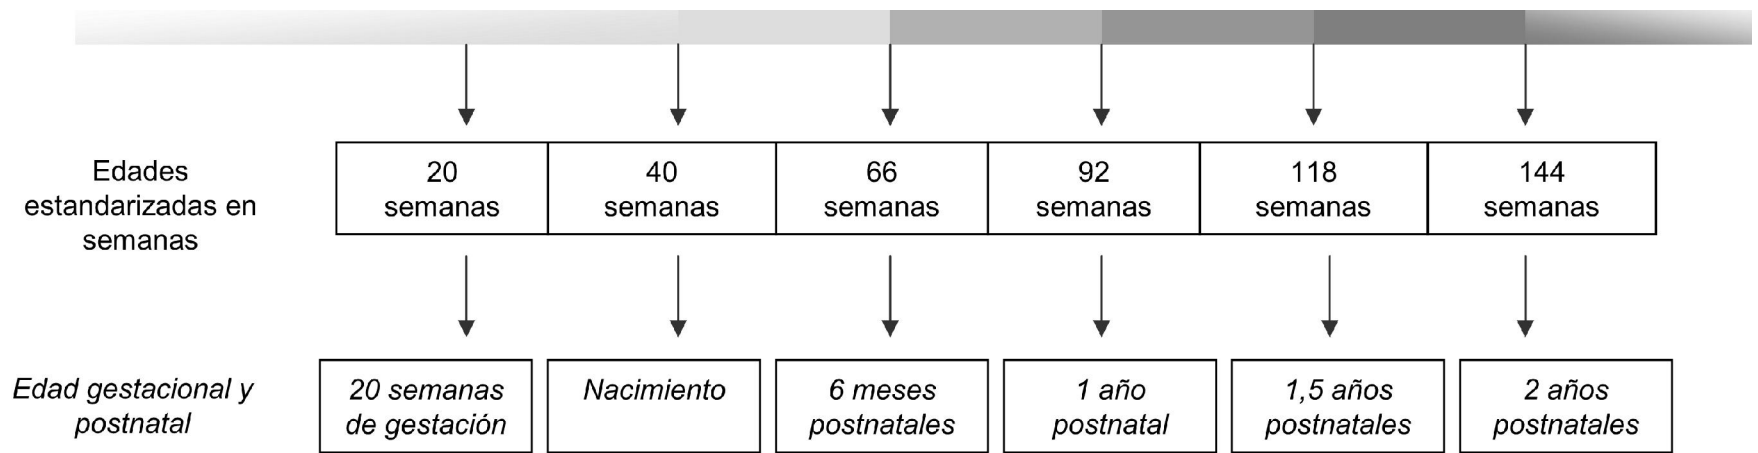 Edades
estandarizadas en
semanas
20
semanas
40
semanas
66
semanas
92
semanas
118
semanas
144
semanas
Edad gestacional y
postnatal
20 semanas
de gestación
Nacimiento
6 meses
postnatales
1 año
postnatal
1,5 años
postnatales
2 años
postnatales